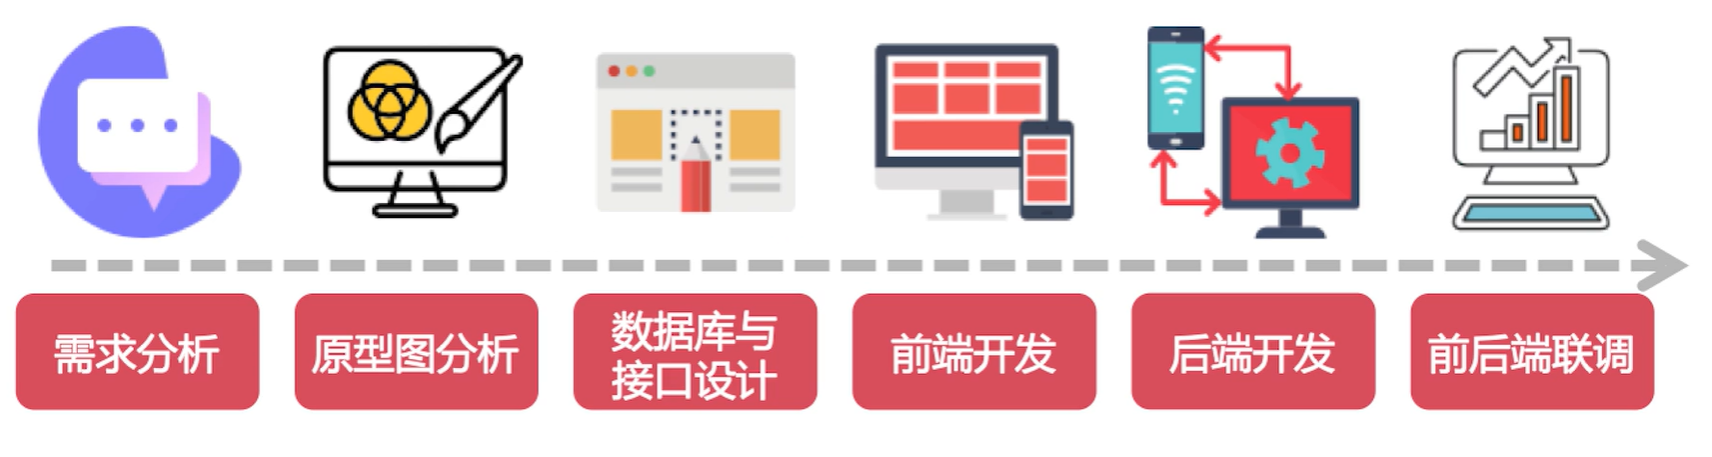 需求分析
原型图分析
数据库与
接口设计
前端开发
后端开发
前后端联调